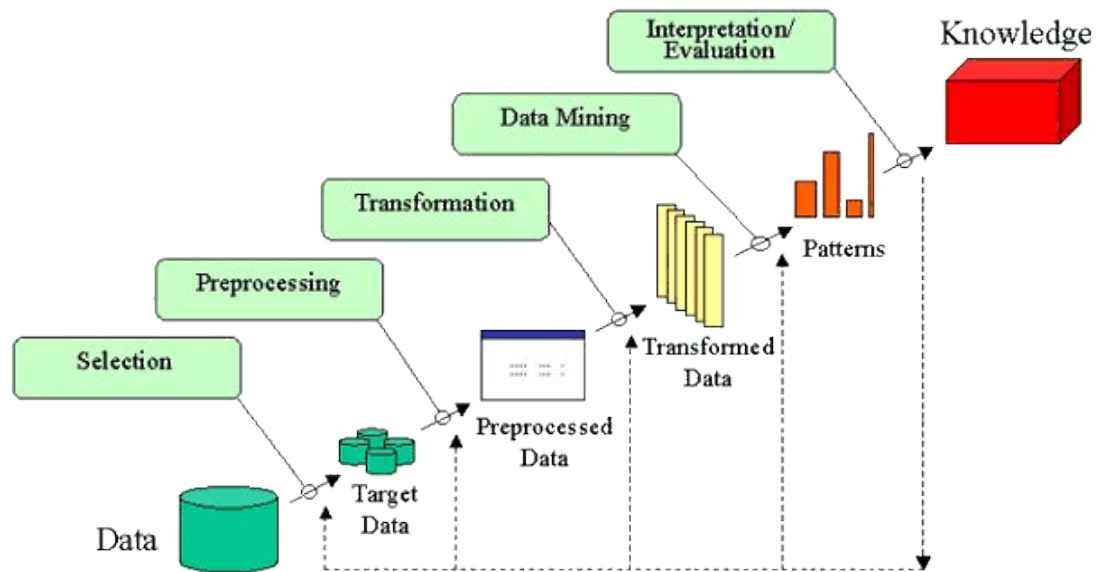 Interpretation/
Evaluation
Knowledge
Data Mining
Transformation
Patterns
Preprocessing
Transformed
Data
Selection
Preprocessed
Data
Target
Data
Data